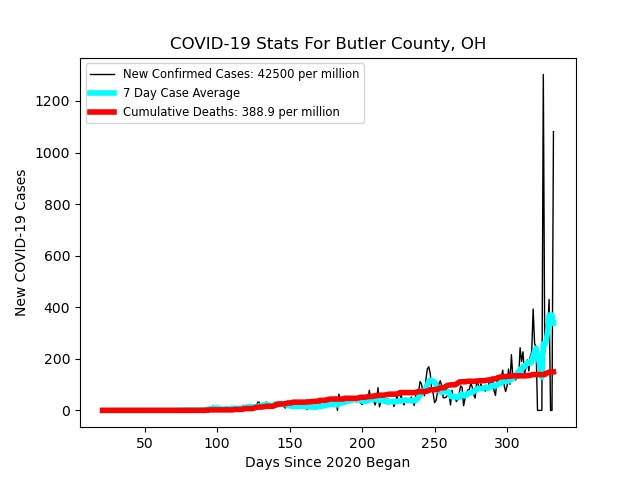 COVID-19 Stats For Butler County, OH
New Confirmed Cases: 42500 per million
7 Day Case Average
Cumulative Deaths: 388.9 per million
New COVID-19 Cases
1200
1000
800
600
400
200
0
50 100 150 200 250 300
Days Since 2020 Began